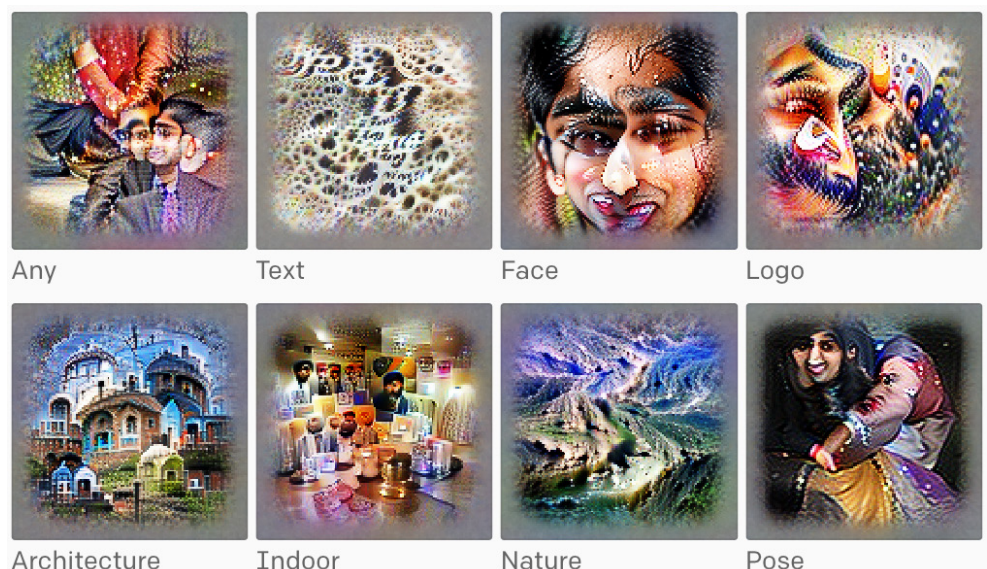 Any
Text
Face
Logo
Architecture
Indoor
Nature
Pose